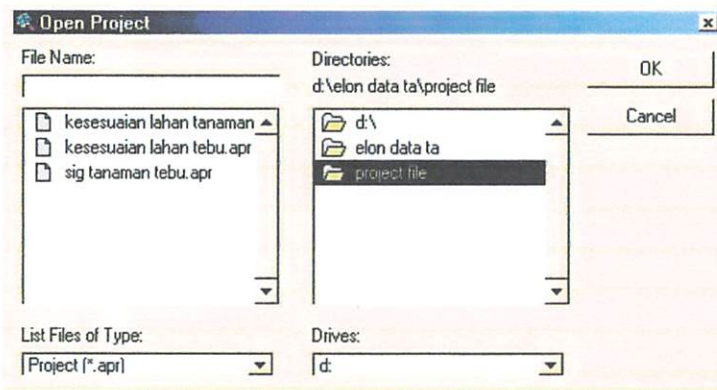 Open Project
File Name:
kesesuaian lahan tanaman
kesesuaian lahan tebu.apr
sig tanaman tebu.apr
List Files of Type:
Project (*.apr)
Directories:
d:\elon data ta\project file
d:\
elon data ta
project file
Drives:
d:
OK
Cancel